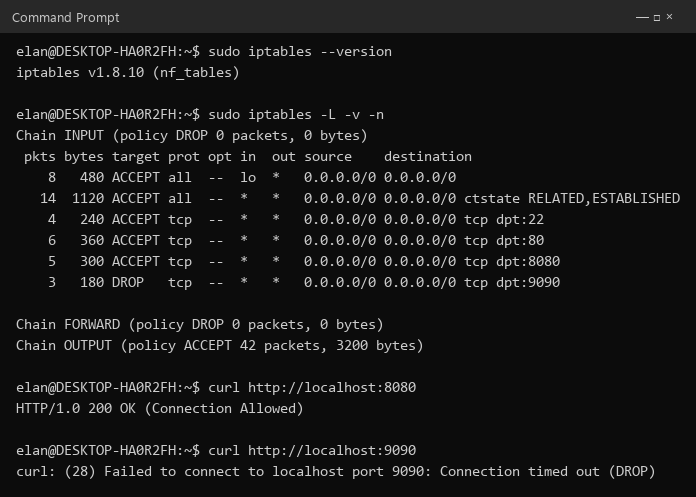 Command Prompt
elan@DESKTOP-HA0R2FH:~$ sudo iptables --version
iptables v1.8.10 (nf_tables)
elan@DESKTOP-HA0R2FH:~$ sudo iptables -L -v -n
Chain INPUT (policy DROP 0 packets, 0 bytes)
pkts bytes target prot opt in  out source    destination
8   480 ACCEPT all  --  lo  *   0.0.0.0/0 0.0.0.0/0
14  1120 ACCEPT all  --  *   *   0.0.0.0/0 0.0.0.0/0 ctstate RELATED,ESTABLISHED
4   240 ACCEPT tcp  --  *   *   0.0.0.0/0 0.0.0.0/0 tcp dpt:22
6   360 ACCEPT tcp  --  *   *   0.0.0.0/0 0.0.0.0/0 tcp dpt:80
5   300 ACCEPT tcp  --  *   *   0.0.0.0/0 0.0.0.0/0 tcp dpt:8080
3   180 DROP   tcp  --  *   *   0.0.0.0/0 0.0.0.0/0 tcp dpt:9090
Chain FORWARD (policy DROP 0 packets, 0 bytes)
Chain OUTPUT (policy ACCEPT 42 packets, 3200 bytes)
elan@DESKTOP-HA0R2FH:~$ curl http://localhost:8080
HTTP/1.0 200 OK (Connection Allowed)
elan@DESKTOP-HA0R2FH:~$ curl http://localhost:9090
curl: (28) Failed to connect to localhost port 9090: Connection timed out (DROP)